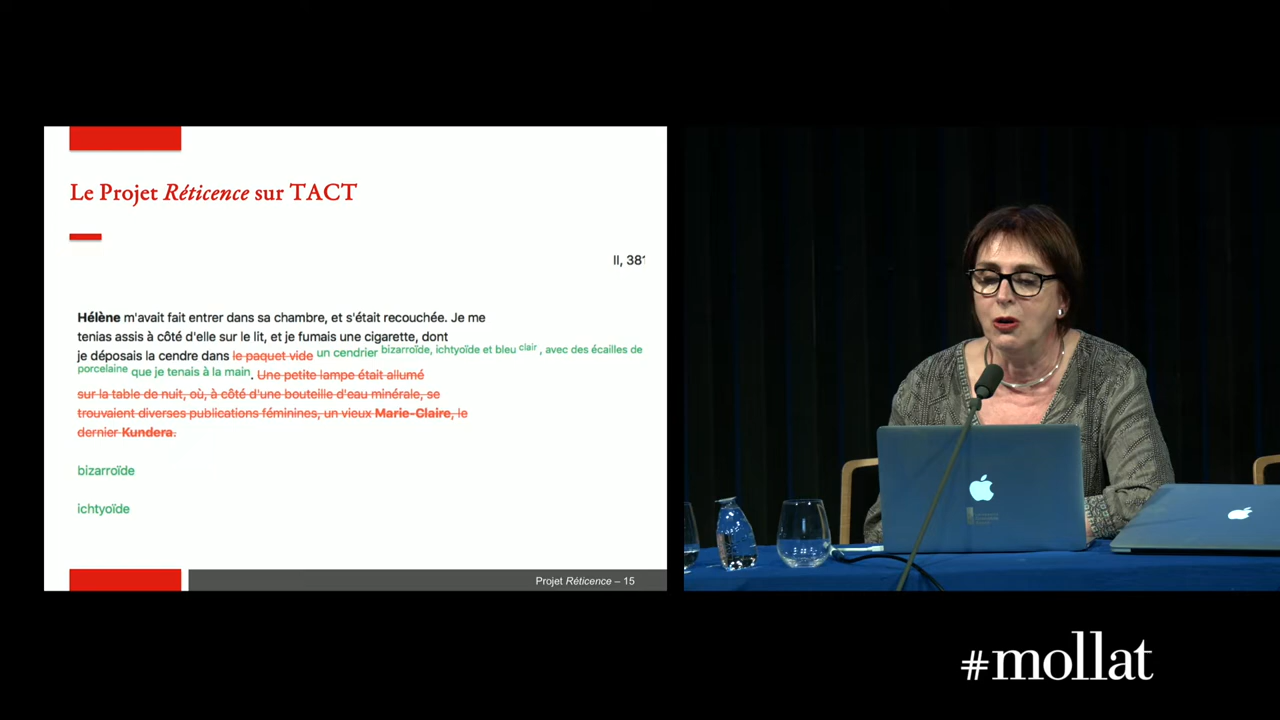 Le Projet Réticence sur TACT
II, 381
Hélène m'avait fait entrer dans sa chambre, et s'était recouchée. Je me
tenias assis à côté d'elle sur le lit, et je fumais une cigarette, dont
je déposais la cendre dans le paquet vide un cendrier bizarroïde, ichtyoïde et bleu clair , avec des écailles de
porcelaine que je tenais à la main. Une petite lampe était allumé
sur la table de nuit, où, à côté d'une bouteille d'eau minérale, se
trouvaient diverses publications féminines, un vieux Marie-Claire, le
dernier Kundera.
bizarroïde
ichtyoïde
Projet Réticence – 15
#mollat